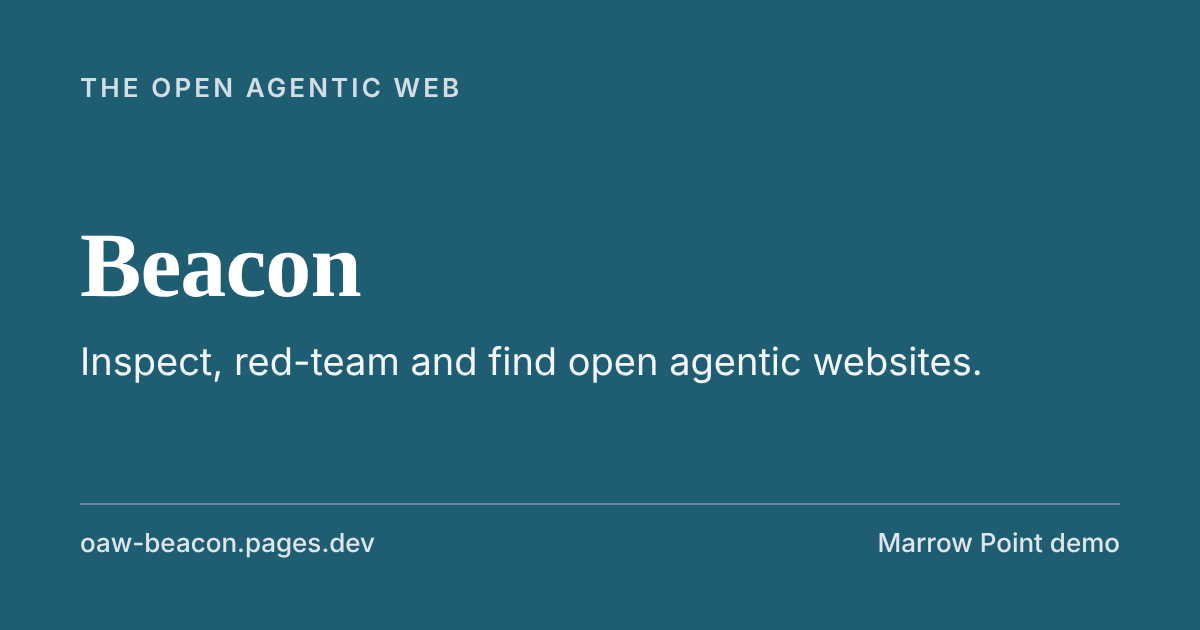 THE OPEN AGENTIC WEB
Beacon
Inspect, red-team and find open agentic websites.
oaw-beacon.pages.dev
Marrow Point demo